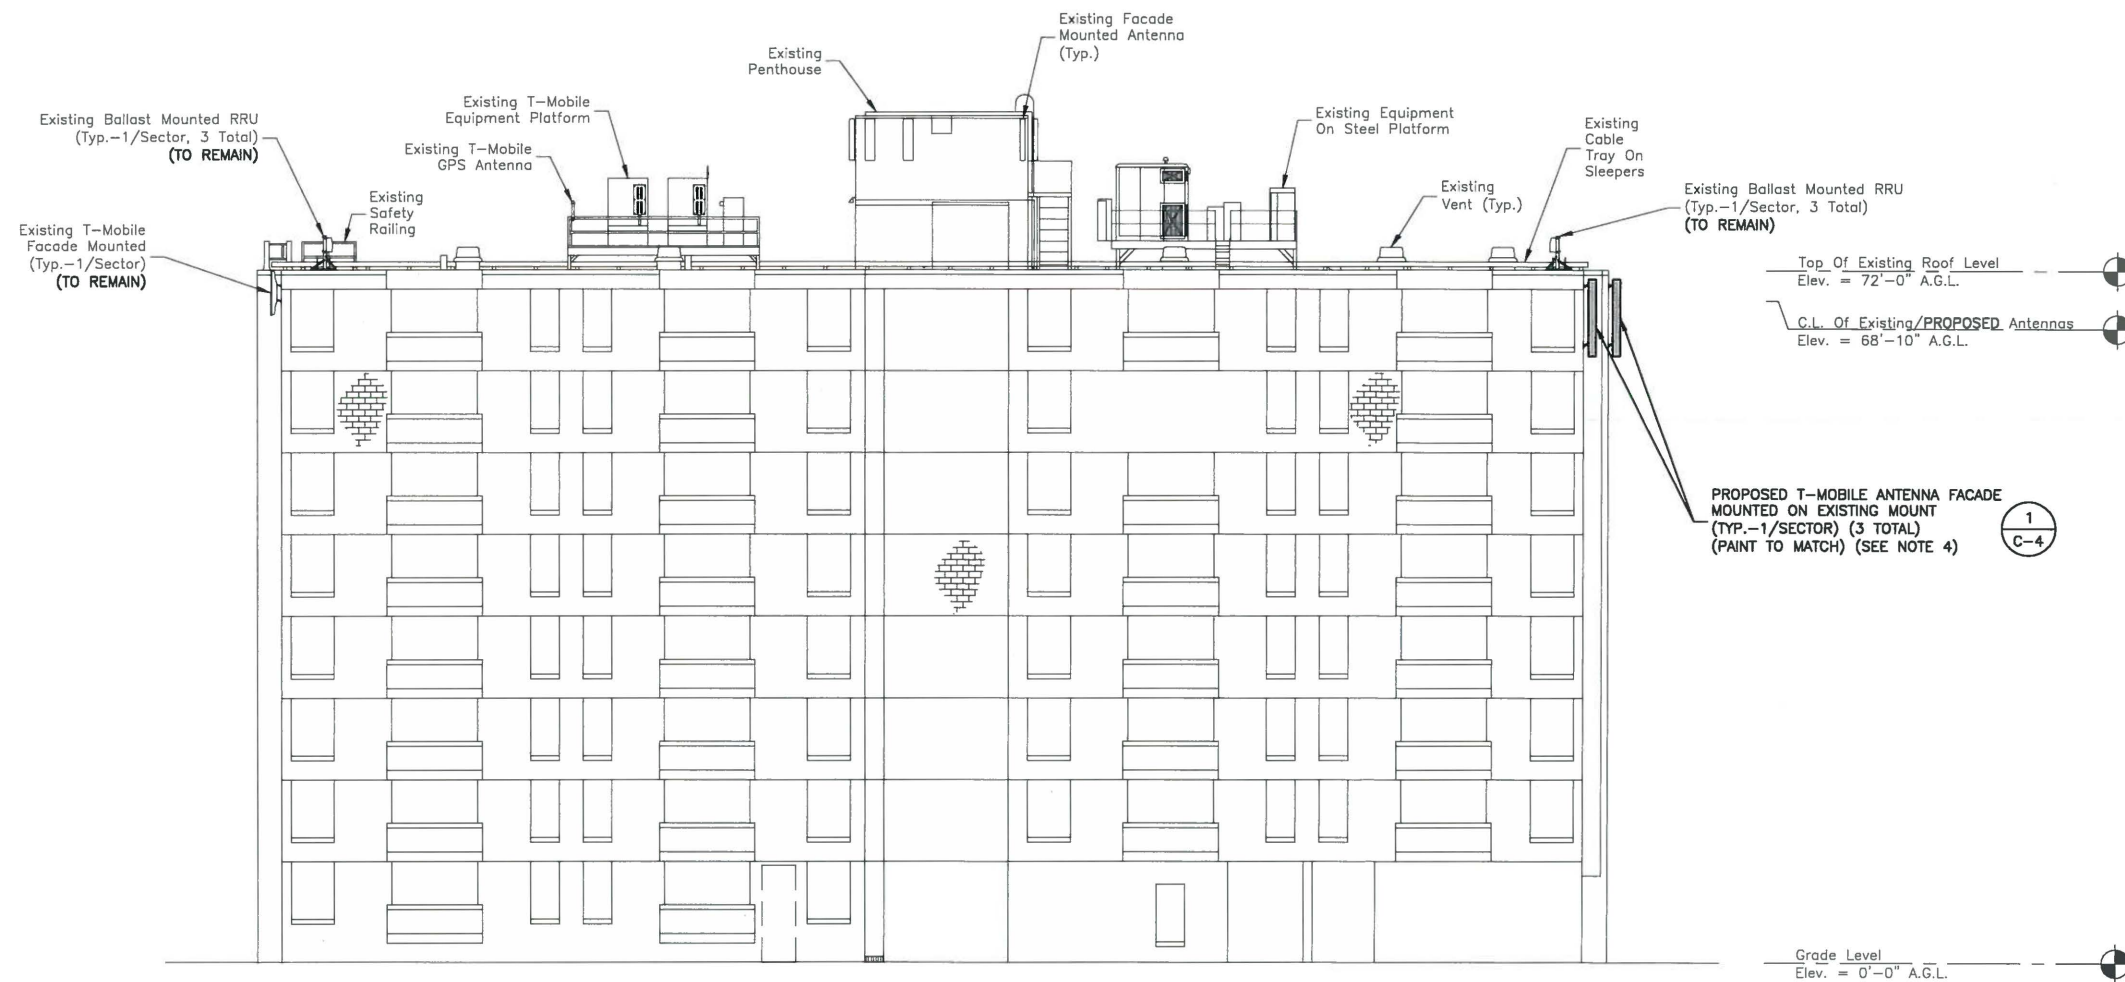 Existing Facade
Mounted Antenna
(Typ.)
Existing
Penthouse
Existing T-Mobile
Equipment Platform
Existing Equipment
On Steel Platform
Existing Ballast Mounted RRU
(Typ.-1/Sector, 3 Total)
(TO REMAIN)
Existing
Cable
Tray On
Sleepers
Existing T-Mobile
GPS Antenna
Existing
Vent (Typ.)
Existing Ballast Mounted RRU
(Typ.-1/Sector, 3 Total)
(TO REMAIN)
Existing
Safety
Railing
Existing T-Mobile
Facade Mounted
(Typ.-1/Sector)
(TO REMAIN)
Top Of Existing Roof Level
Elev. = 72'-0" A.G.L.
C.L. Of Existing/PROPOSED Antennas
Elev. = 68'-10" A.G.L.
PROPOSED T-MOBILE ANTENNA FACADE
MOUNTED ON EXISTING MOUNT
(TYP.-1/SECTOR) (3 TOTAL)
(PAINT TO MATCH) (SEE NOTE 4)
1
C-4
Grade Level
Elev. = 0'-0" A.G.L.